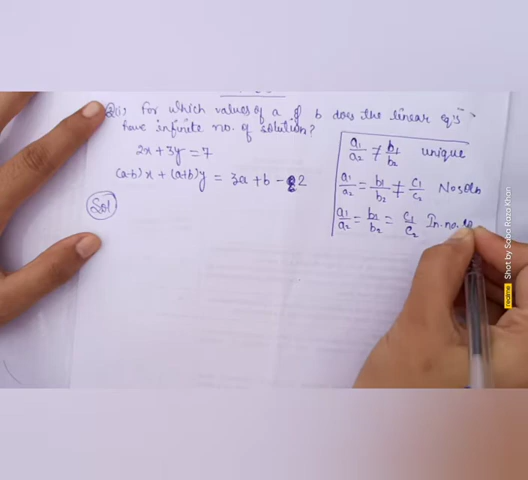 Q(i), For which values of a & b does the linear eq's
have infinite no. of solution?
2x + 3y = 7
(a-b)x + (a+b)y = 3a + b - 2
Sol
a1/a2 ≠ b1/b2 unique
a1/a2 = b1/b2 ≠ c1/c2 No soln
a1/a2 = b1/b2 = c1/c2 In. no.
realme Shot by Saba Raza Khan